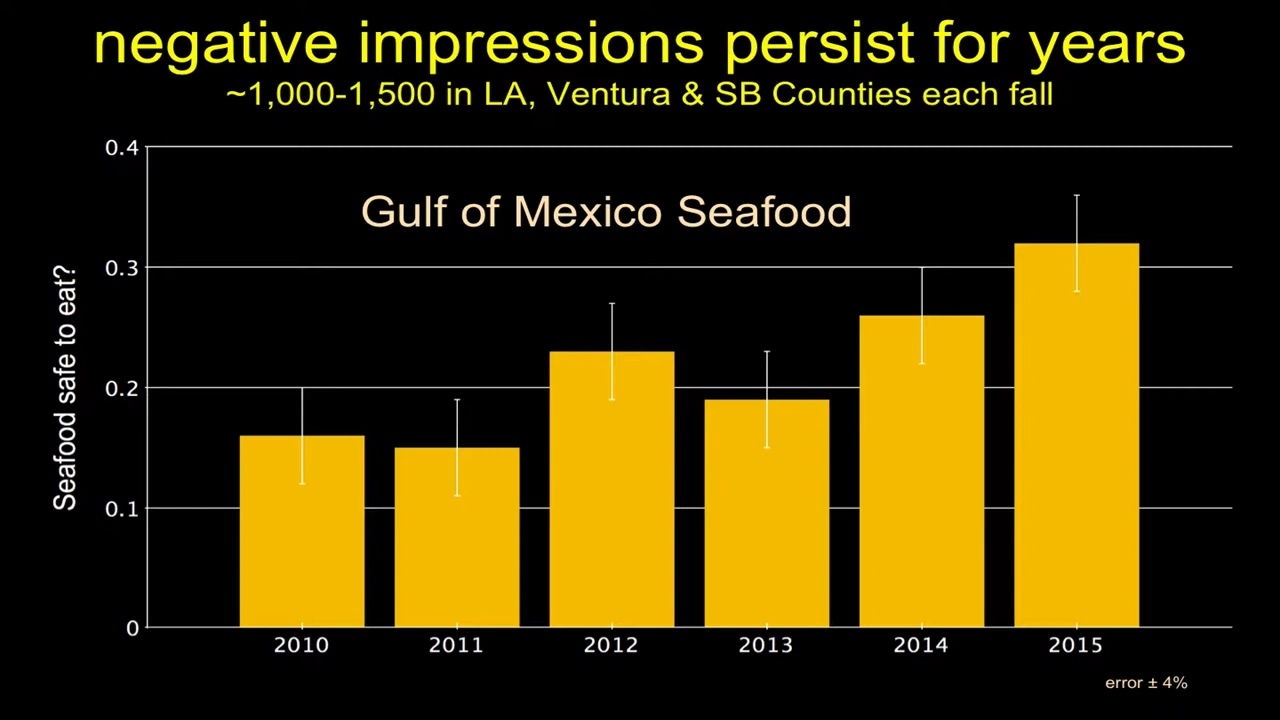 negative impressions persist for years
~1,000-1,500 in LA, Ventura & SB Counties each fall
Gulf of Mexico Seafood
Seafood safe to eat?
0.4
0.3
0.2
0.1
0
2010 2011 2012 2013 2014 2015
error ± 4%